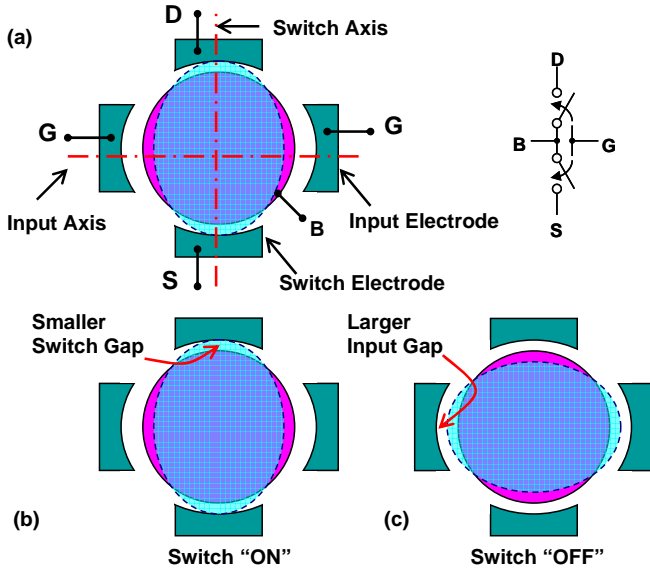 (a)
D
Switch Axis
G
G
Input Axis
B
Input Electrode
S
Switch Electrode
D
B
G
S
Smaller
Switch Gap
Larger
Input Gap
(b)
Switch “ON”
(c)
Switch “OFF”